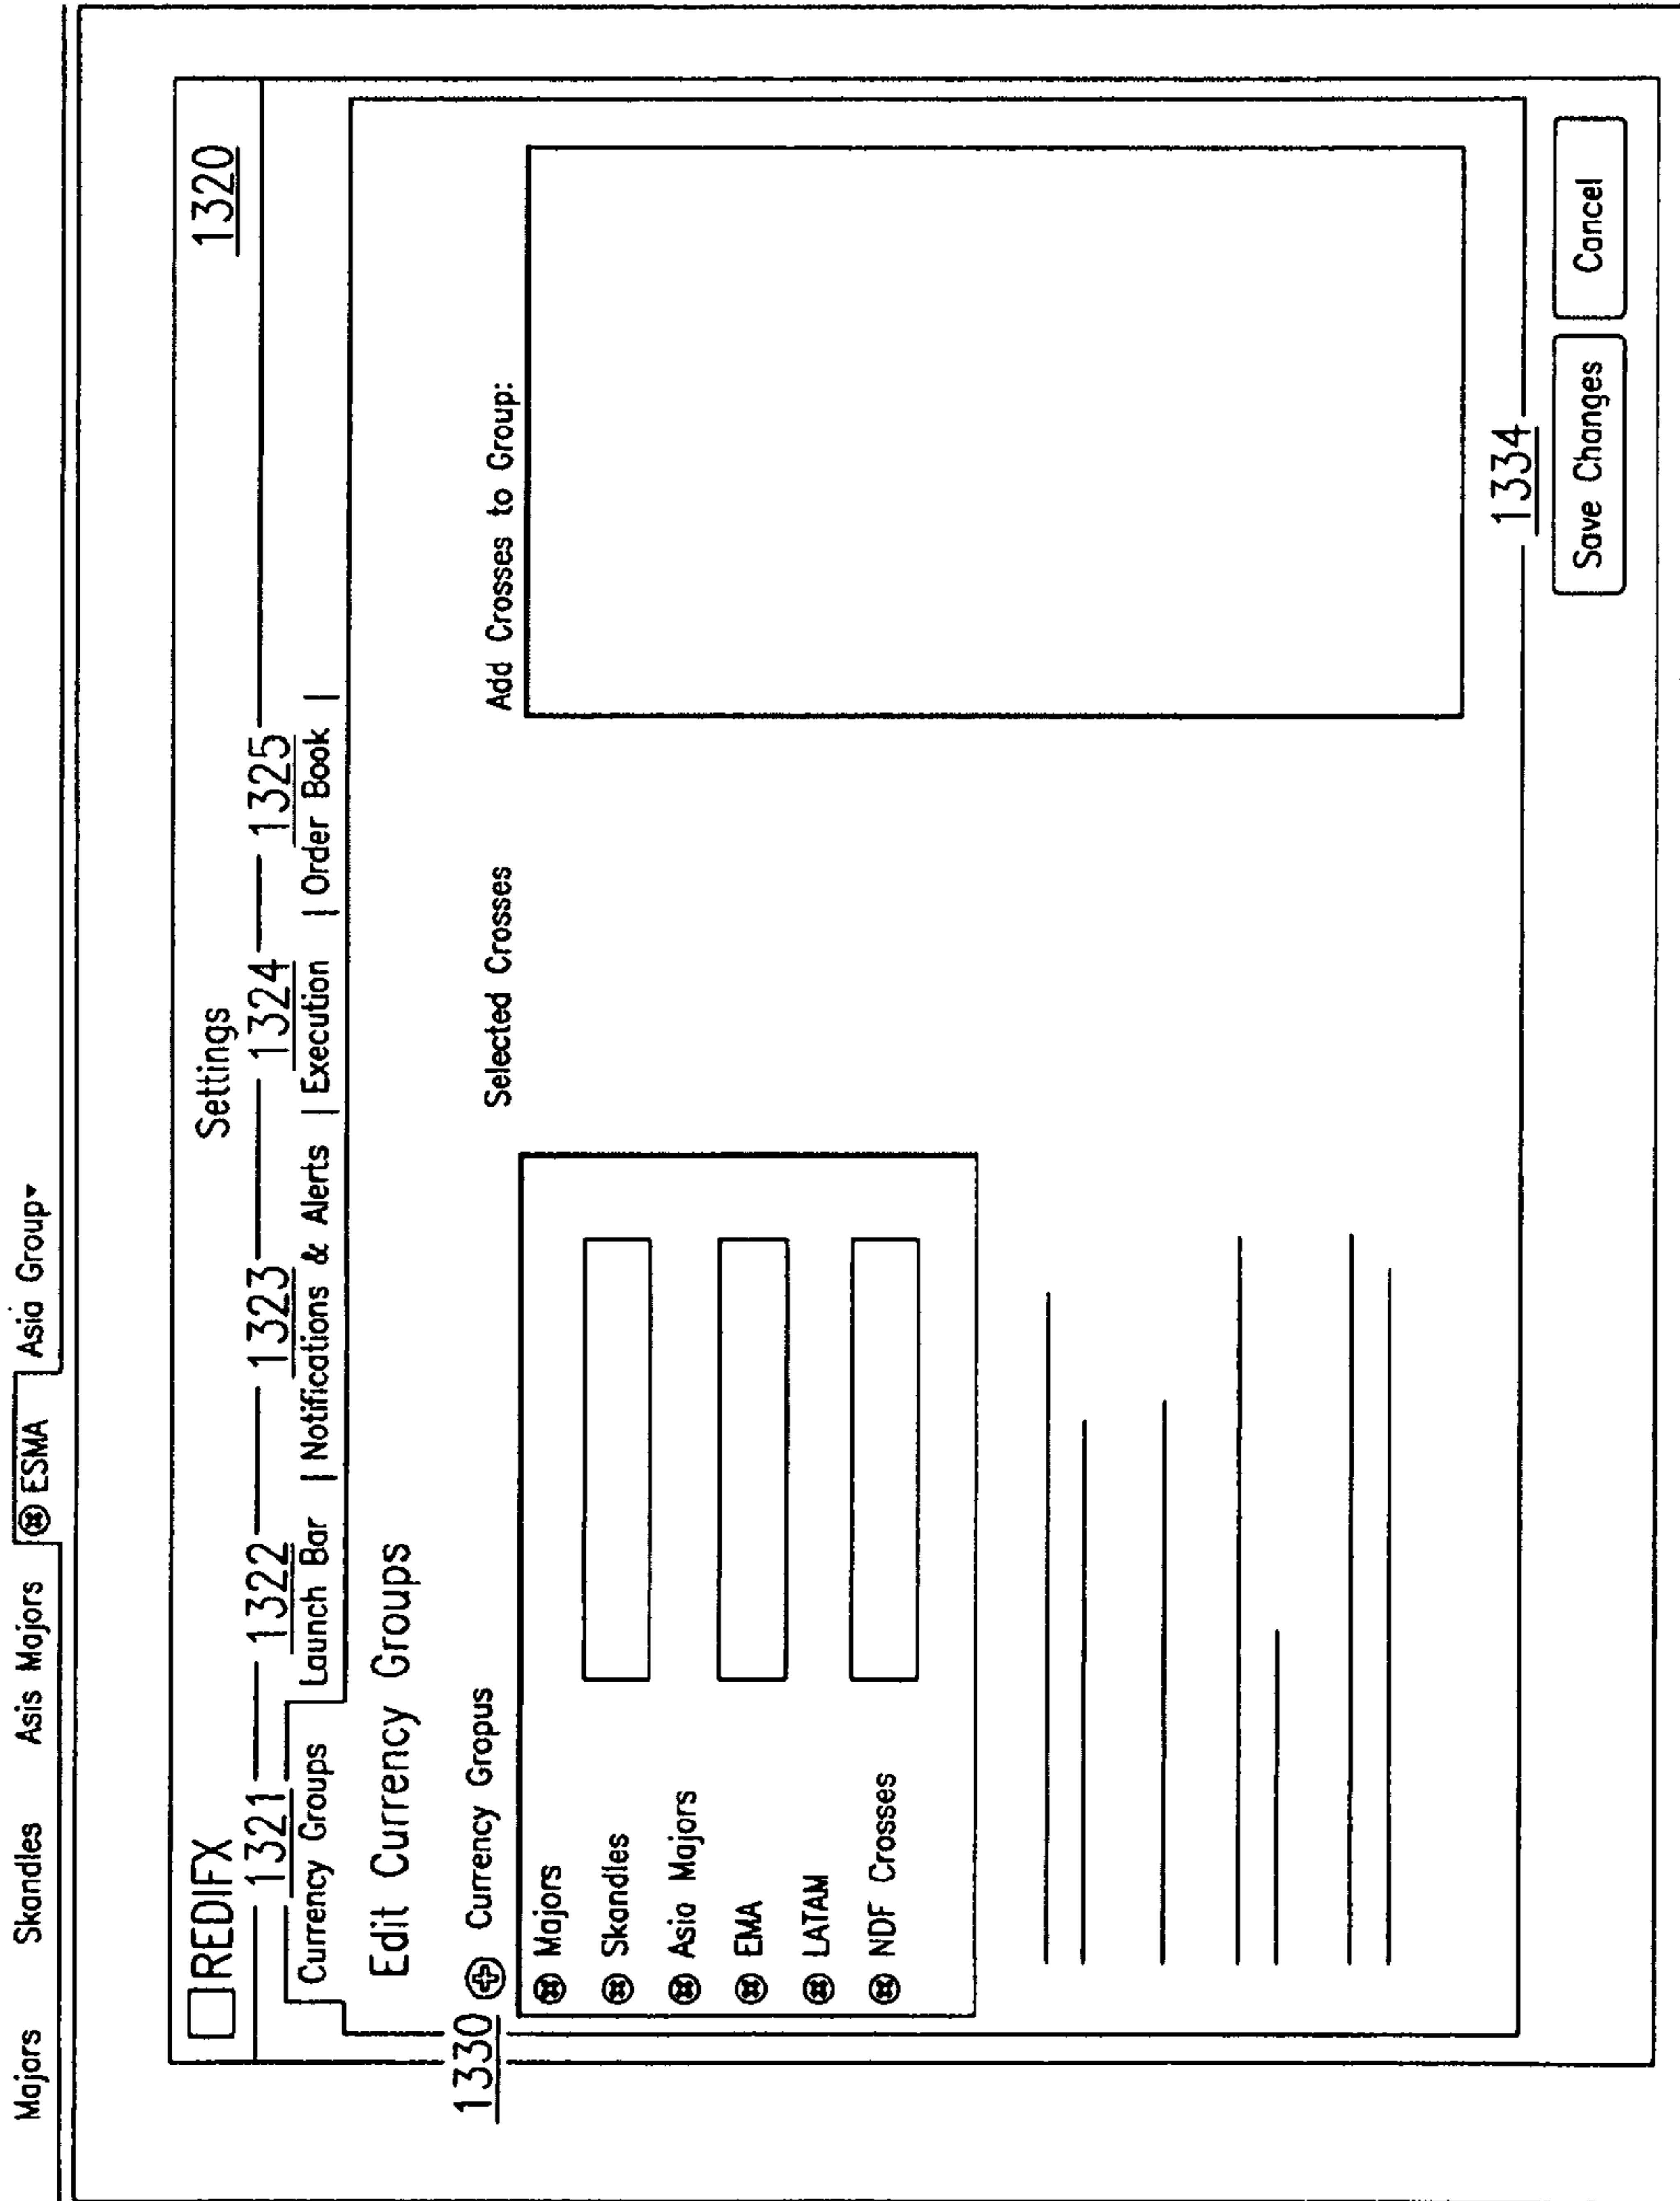 Majors Skandles Asis Majors ESMA Asia Group
REDIFX Settings 1320
1321 1322 1323 1324 1325
Currency Groups Launch Bar | Notifications & Alerts | Execution | Order Book |
Edit Currency Groups
1330 Currency Gropus Selected Crosses Add Crosses to Group:
Majors
Skandles
Asia Majors
EMA
LATAM
NDF Crosses
1334
Save Changes Cancel